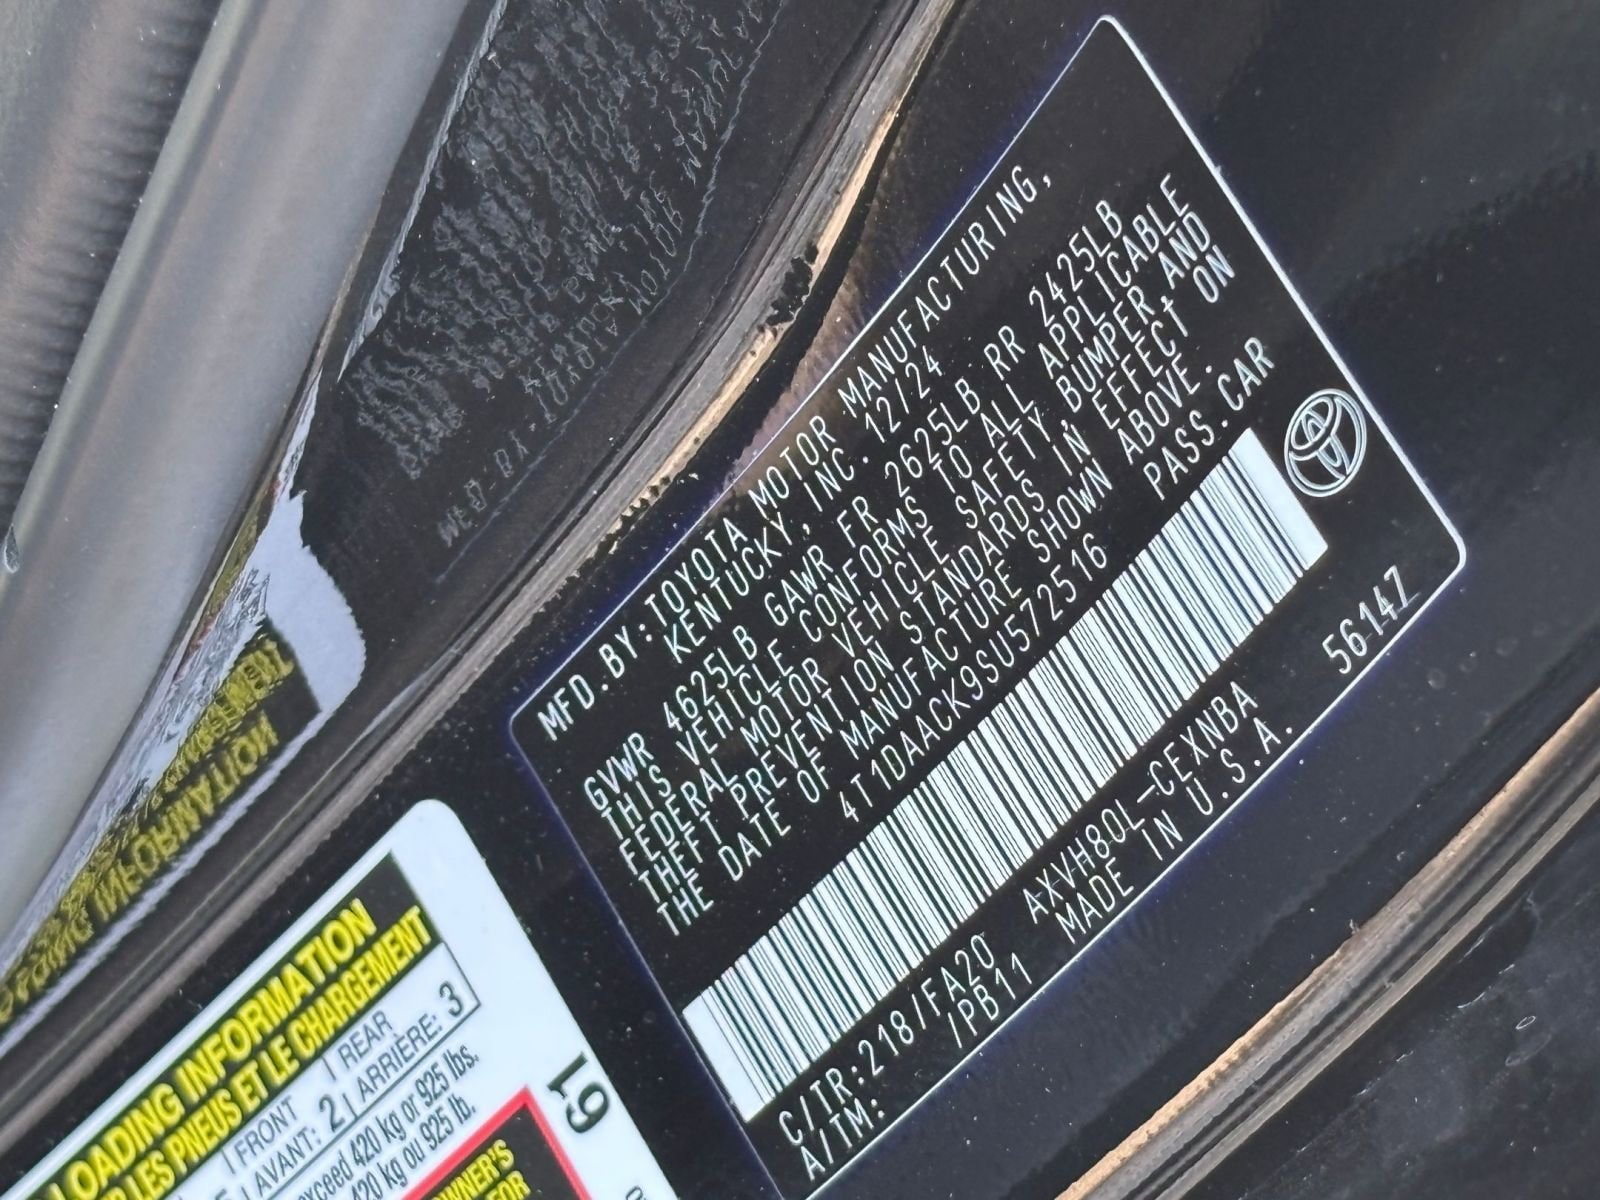 MFD.BY:TOYOTA MOTOR MANUFACTURING,
KENTUCKY, INC. 12/24
GVWR 4625LB GAWR FR 2625LB RR 2425LB
THIS VEHICLE CONFORMS TO ALL APPLICABLE
FEDERAL MOTOR VEHICLE SAFETY, BUMPER, AND
THEFT PREVENTION STANDARDS IN EFFECT ON
THE DATE OF MANUFACTURE SHOWN ABOVE.
4T1DAACK9SU572516 PASS.CAR
C/TR:218/FA20 AXVH80L-CEXNBA 56147
A/TM: /PB11 MADE IN U.S.A.
LOADING INFORMATION
LES PNEUS ET LE CHARGEMENT
FRONT REAR
AVANT: 2 ARRIÈRE: 3
exceed 420 kg or 925 lbs.
420 kg ou 925 lb.
OWNER'S
FOR